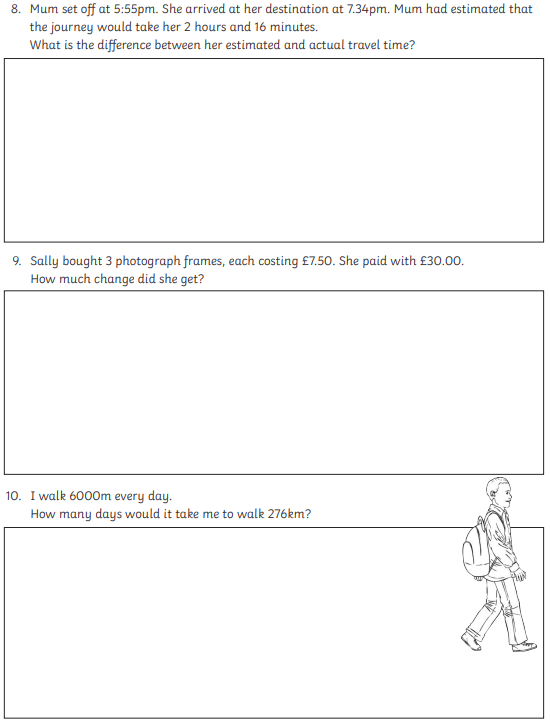 8. Mum set off at 5:55pm. She arrived at her destination at 7.34pm. Mum had estimated that
the journey would take her 2 hours and 16 minutes.
What is the difference between her estimated and actual travel time?
9. Sally bought 3 photograph frames, each costing £7.50. She paid with £30.00.
How much change did she get?
10. I walk 6000m every day.
How many days would it take me to walk 276km?